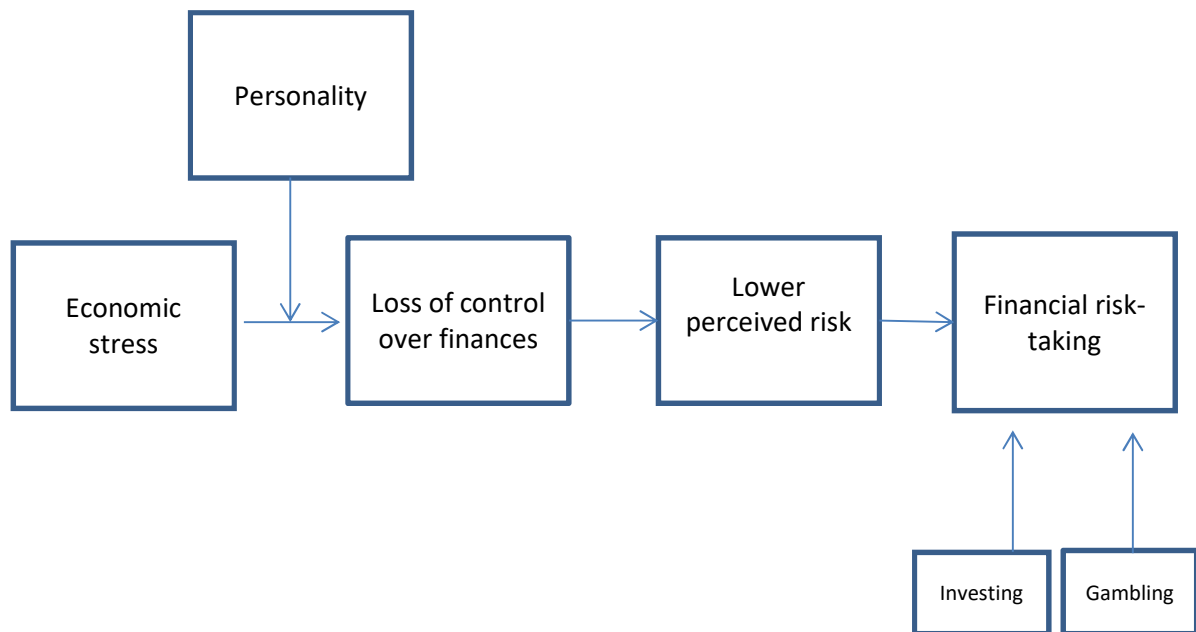 Personality
Economic
stress
Loss of control
over finances
Lower
perceived risk
Financial risk-
taking
Investing
Gambling